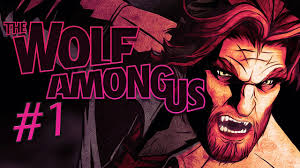 THE
WOLF
AMONG US
#1